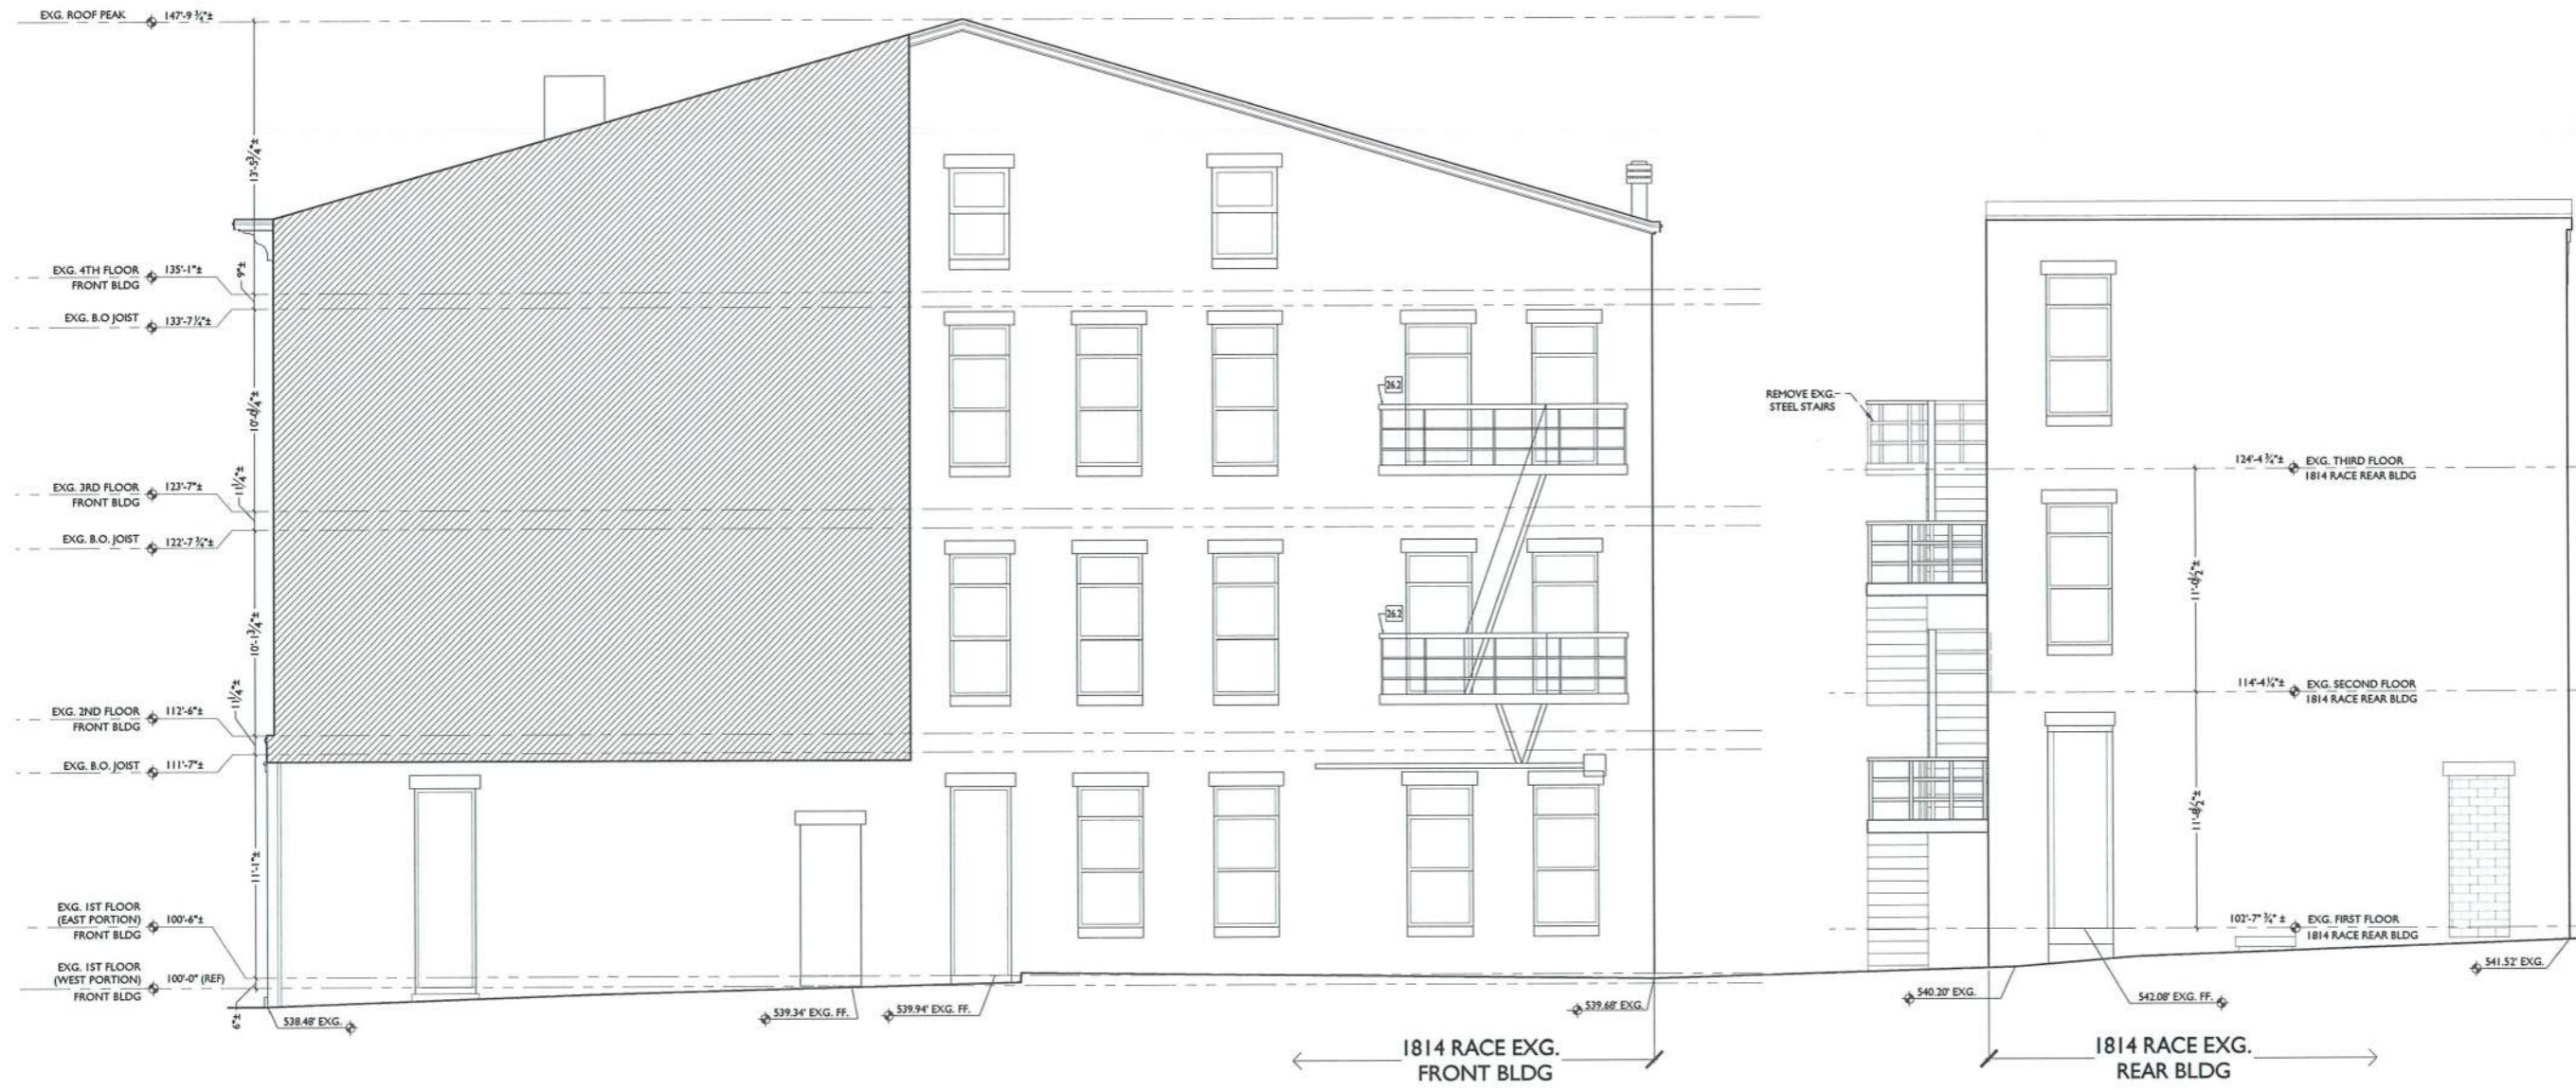 EXG. ROOF PEAK 147'-9 3/4"±
13'-5 3/4"±
EXG. 4TH FLOOR 135'-1"±
FRONT BLDG
9"±
EXG. B.O JOIST 133'-7 1/4"±
10'-0 1/4"±
EXG. 3RD FLOOR 123'-7"±
FRONT BLDG
11 1/4"±
EXG. B.O. JOIST 122'-7 3/4"±
10'-1 3/4"±
EXG. 2ND FLOOR 112'-6"±
FRONT BLDG
11 1/4"±
EXG. B.O. JOIST 111'-7"±
11'-1"±
EXG. 1ST FLOOR
(EAST PORTION) 100'-6"±
FRONT BLDG
EXG. 1ST FLOOR
(WEST PORTION) 100'-0" (REF)
FRONT BLDG
6"±
538.48' EXG.
539.34' EXG. FF.
539.94' EXG. FF.
539.68' EXG.
26.2
26.2
1814 RACE EXG.
FRONT BLDG
REMOVE EXG.
STEEL STAIRS
124'-4 3/4"± EXG. THIRD FLOOR
1814 RACE REAR BLDG
11'-0 1/2"±
114'-4 1/4"± EXG. SECOND FLOOR
1814 RACE REAR BLDG
11'-8 1/2"±
102'-7 3/4" ± EXG. FIRST FLOOR
1814 RACE REAR BLDG
540.20' EXG.
542.08' EXG. FF.
541.52' EXG.
1814 RACE EXG.
REAR BLDG